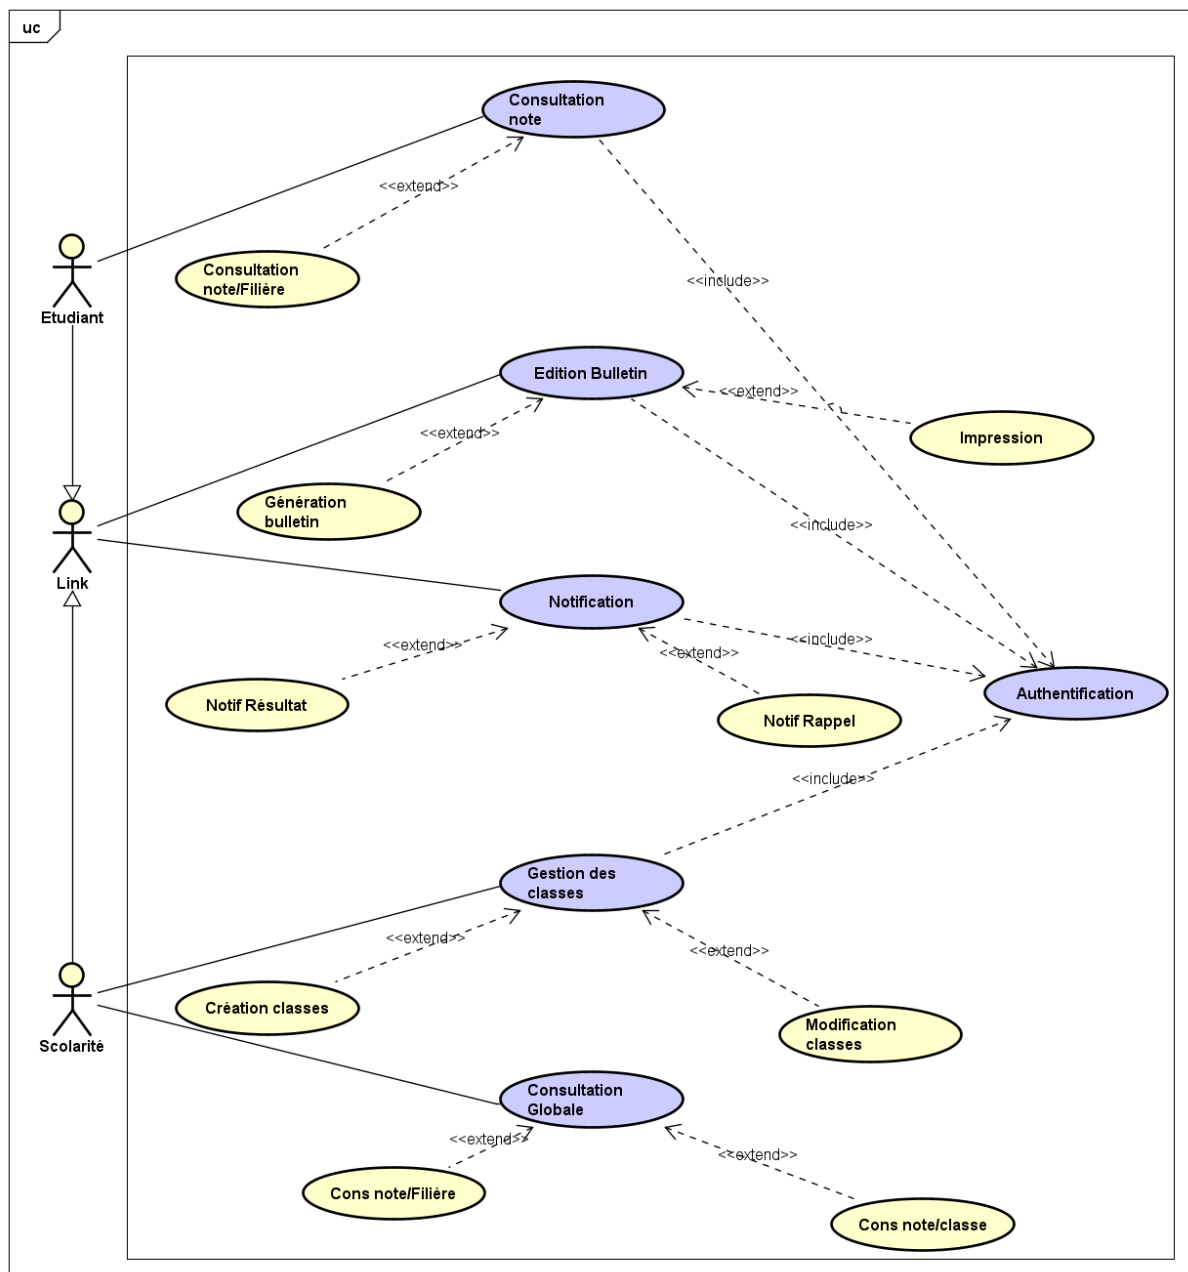 uc
Consultation
note
<<extend>>
Consultation
note/Filière
<<include>>
Etudiant
Edition Bulletin
<<extend>>
<<extend>>
Impression
Génération
bulletin
<<include>>
Link
Notification
<<extend>>
<<extend>>
<<include>>
Notif Résultat
Notif Rappel
Authentification
<<include>>
Gestion des
classes
<<extend>>
<<extend>>
Création classes
Modification
classes
Scolarité
Consultation
Globale
<<extend>>
<<extend>>
Cons note/Filière
Cons note/classe